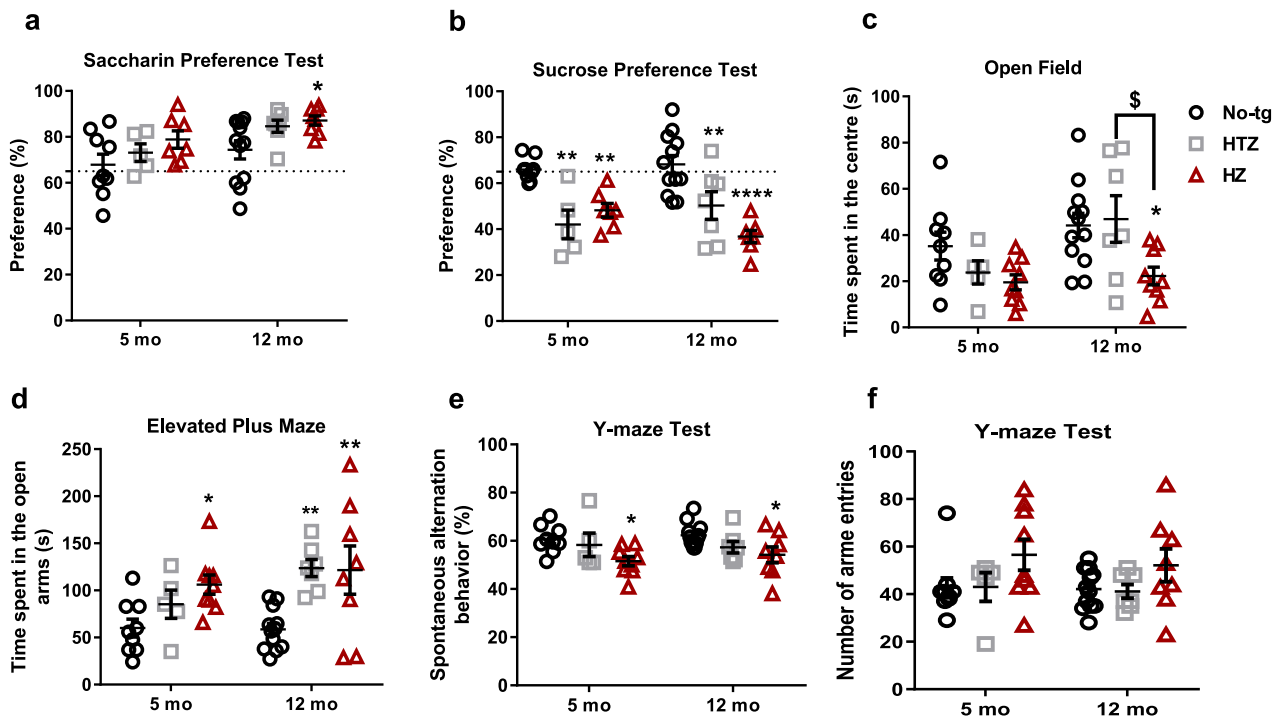 a
Saccharin Preference Test
Preference (%)
100
80
60
40
20
0
*
5 mo
12 mo
b
Sucrose Preference Test
Preference (%)
100
80
60
40
20
0
**
**
**
****
5 mo
12 mo
c
Open Field
Time spent in the centre (s)
100
80
60
40
20
0
$
*
5 mo
12 mo
No-tg
HTZ
HZ
d
Elevated Plus Maze
Time spent in the open
arms (s)
250
200
150
100
50
0
*
**
**
5 mo
12 mo
e
Y-maze Test
Spontaneous alternation
behavior (%)
100
80
60
40
20
0
*
*
5 mo
12 mo
f
Y-maze Test
Number of arme entries
100
80
60
40
20
0
5 mo
12 mo